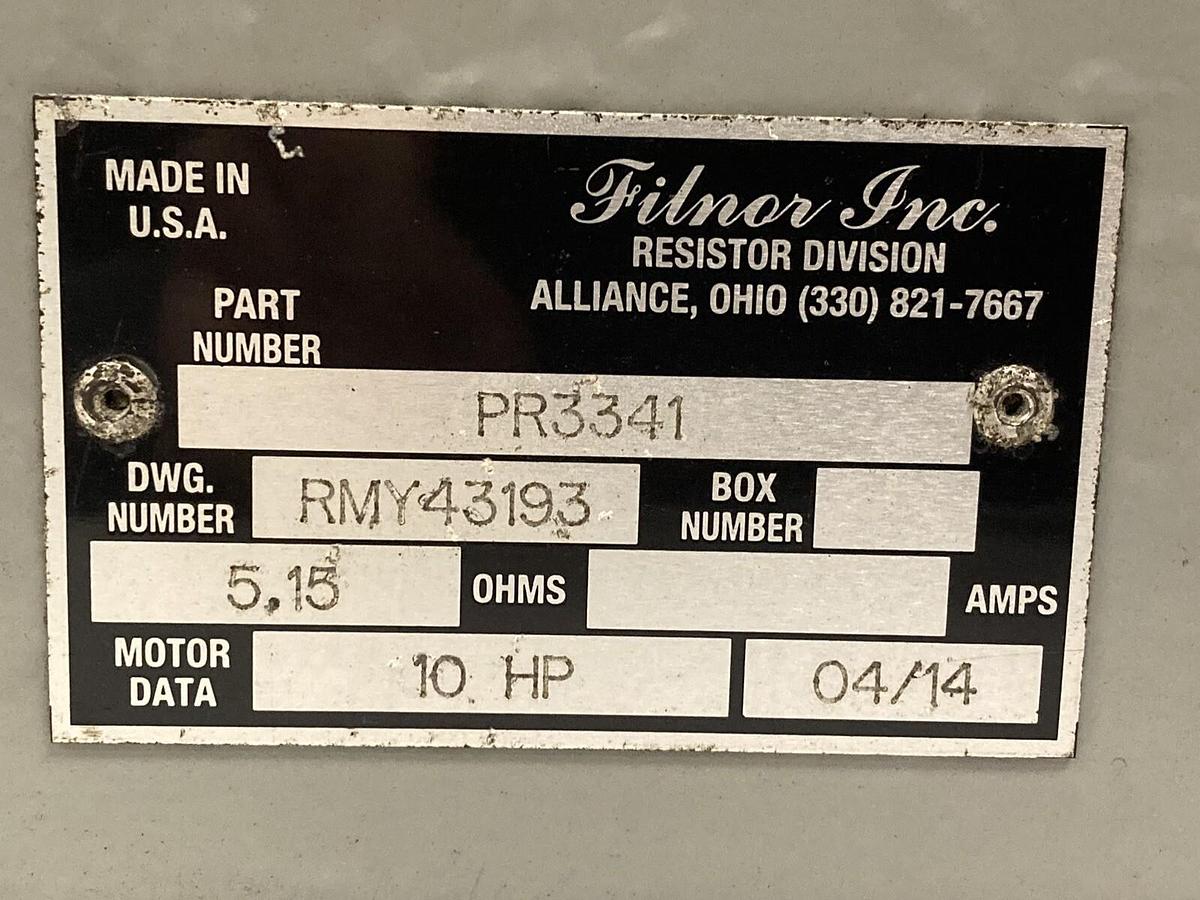 MADE IN
U.S.A.
Filnor Inc.
RESISTOR DIVISION
ALLIANCE, OHIO (330) 821-7667
PART
NUMBER
PR3341
DWG.
NUMBER
RMY43193
BOX
NUMBER
5.15
OHMS
AMPS
MOTOR
DATA
10 HP
04/14